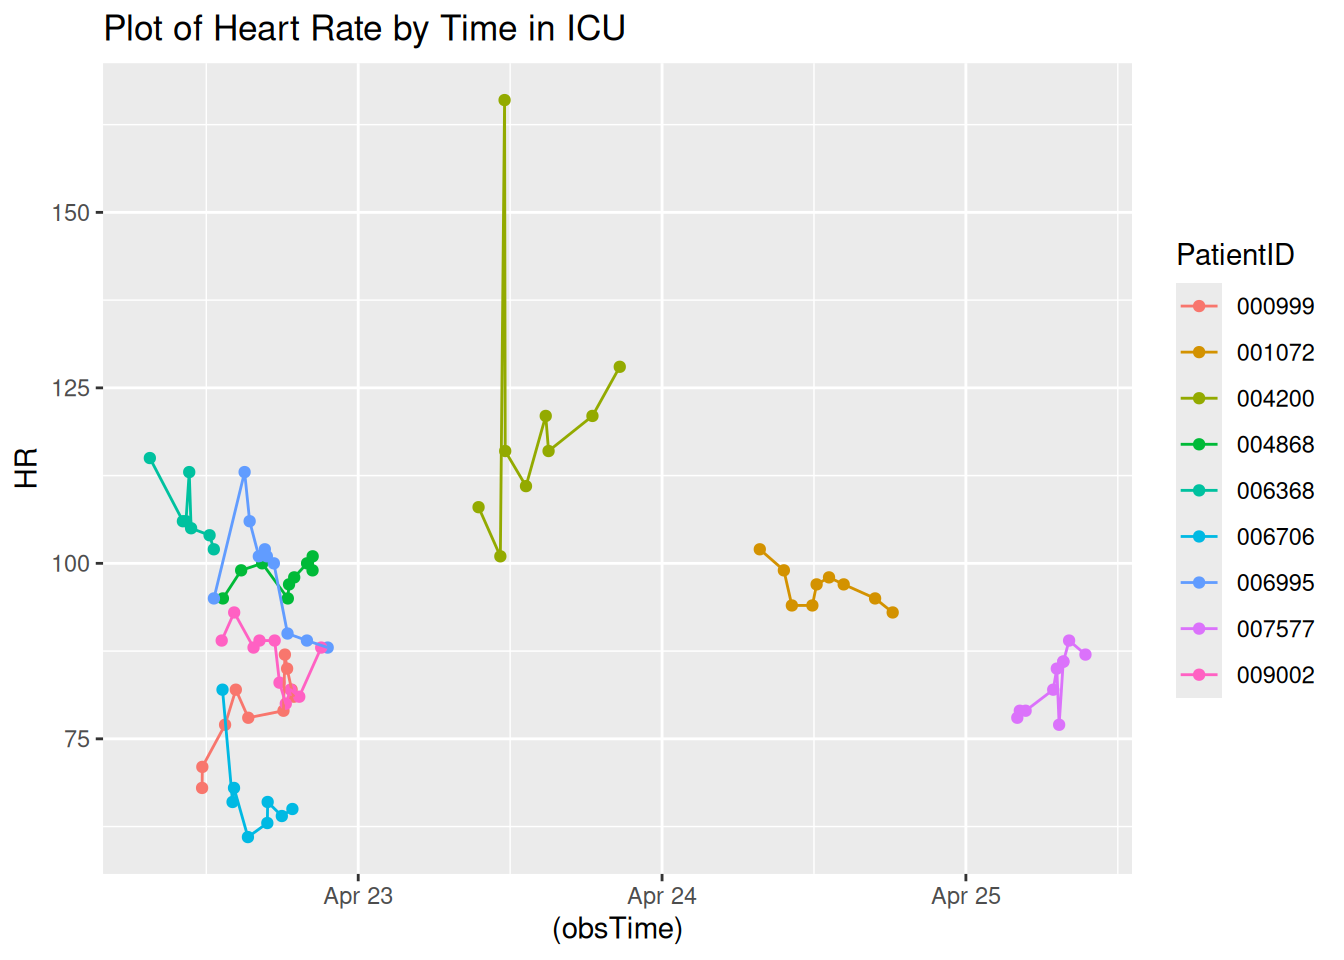 Plot of Heart Rate by Time in ICU
HR
150
125
100
75
Apr 23
Apr 24
Apr 25
(obsTime)
PatientID
000999
001072
004200
004868
006368
006706
006995
007577
009002